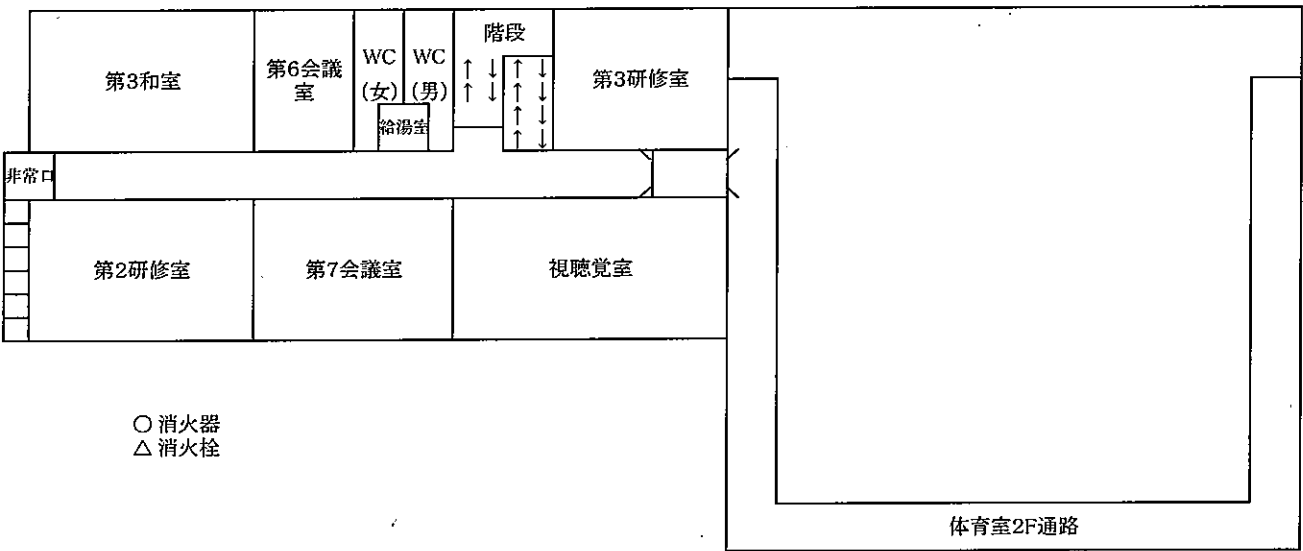 階段
第3和室
第6会議
室
WC
(女)
WC
(男)
↑ ↓ ↑ ↓
↑ ↓ ↑ ↓
↑ ↓
↑ ↓
第3研修室
給湯室
非常口
第2研修室
第7会議室
視聴覚室
○ 消火器
△ 消火栓
体育室2F通路